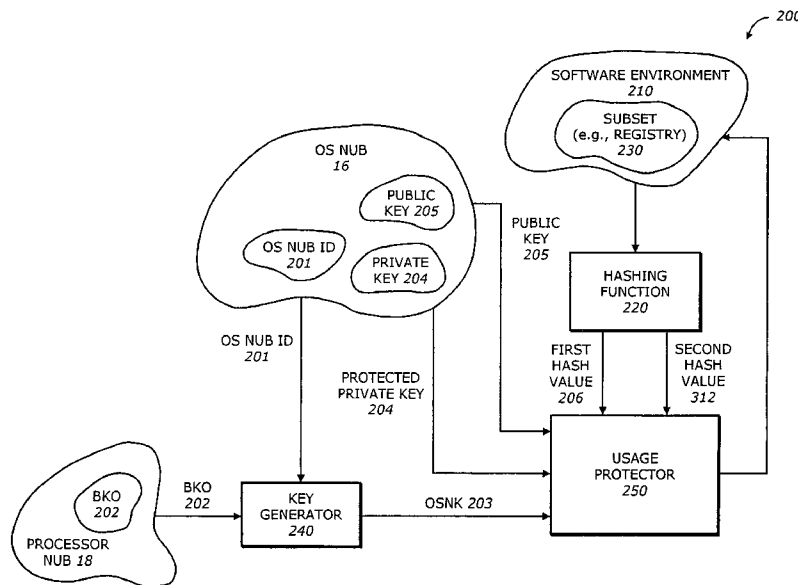 200
SOFTWARE ENVIRONMENT
210
SUBSET
(e.g., REGISTRY)
230
OS NUB
16
PUBLIC
KEY 205
OS NUB ID
201
PRIVATE
KEY 204
PUBLIC
KEY 205
HASHING
FUNCTION
220
OS NUB ID
201
PROTECTED
PRIVATE KEY
204
FIRST
HASH
VALUE
206
SECOND
HASH
VALUE
312
USAGE
PROTECTOR
250
BKO
202
PROCESSOR
NUB 18
BKO
202
KEY
GENERATOR
240
OSNK 203